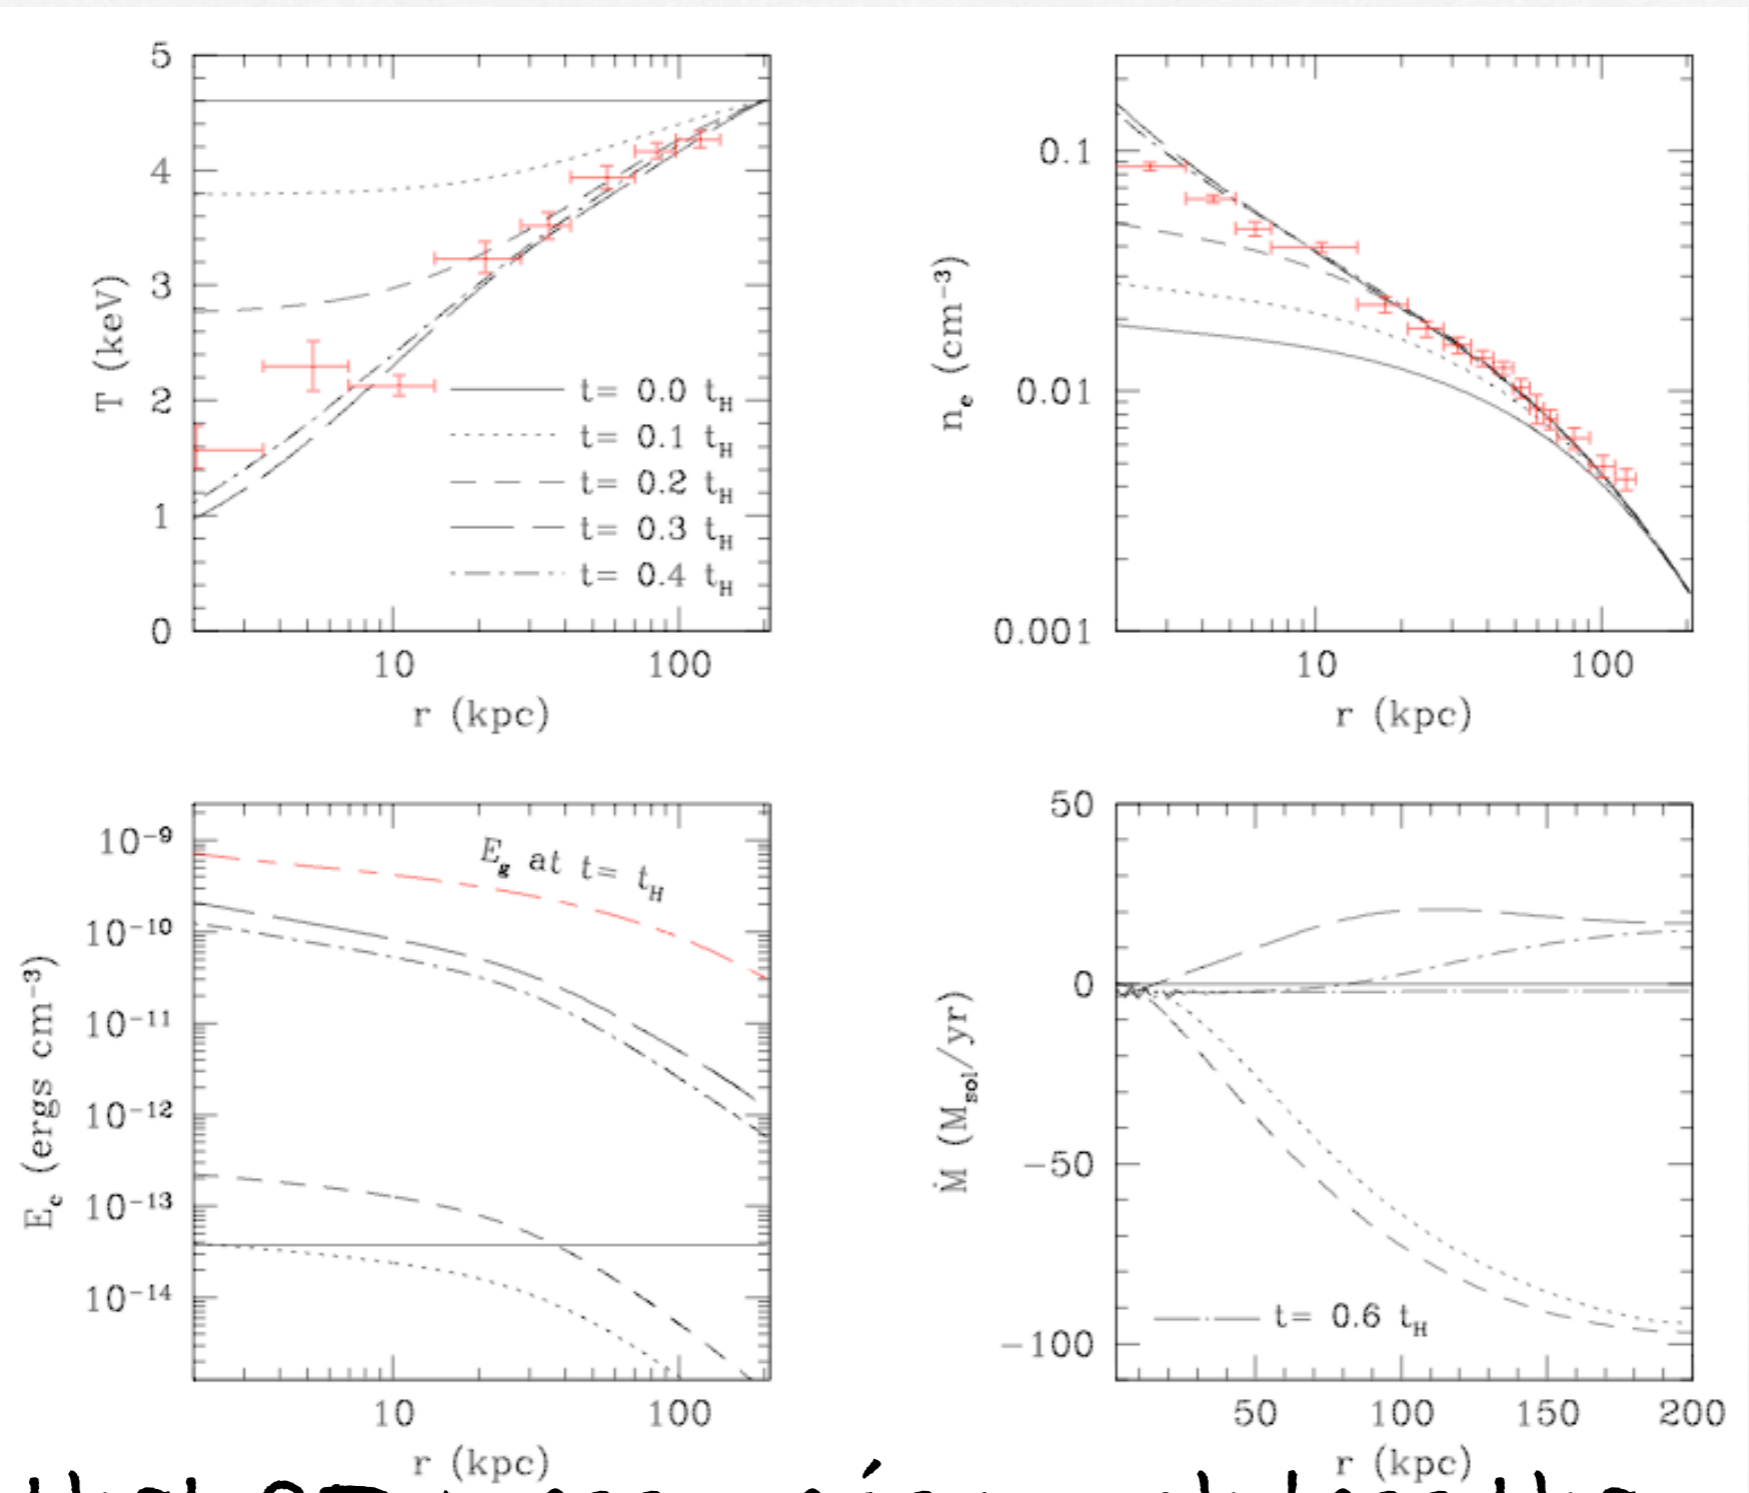 5
4
3
2
1
0
T (keV)
t= 0.0 t_H
t= 0.1 t_H
t= 0.2 t_H
t= 0.3 t_H
t= 0.4 t_H
10 100
r (kpc)
0.1
0.01
0.001
n_e (cm⁻³)
10 100
r (kpc)
10⁻⁹
10⁻¹⁰
10⁻¹¹
10⁻¹²
10⁻¹³
10⁻¹⁴
E_c (ergs cm⁻³)
E_g at t= t_H
10 100
r (kpc)
50
0
−50
−100
Ṁ (M_sol/yr)
t= 0.6 t_H
50 100 150 200
r (kpc)